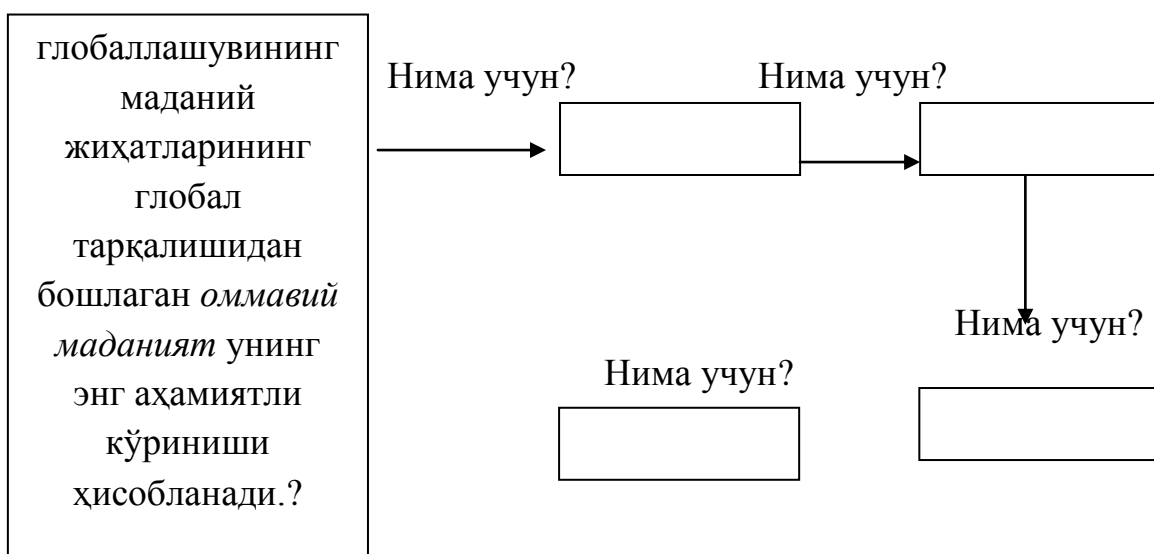 глобаллашувининг
маданий
жиҳатларининг
глобал
тарқалишидан
бошлаган оммавий
маданият унинг
энг аҳамиятли
кўриниши
ҳисобланади.?
Нима учун?
Нима учун?
Нима учун?
Нима учун?